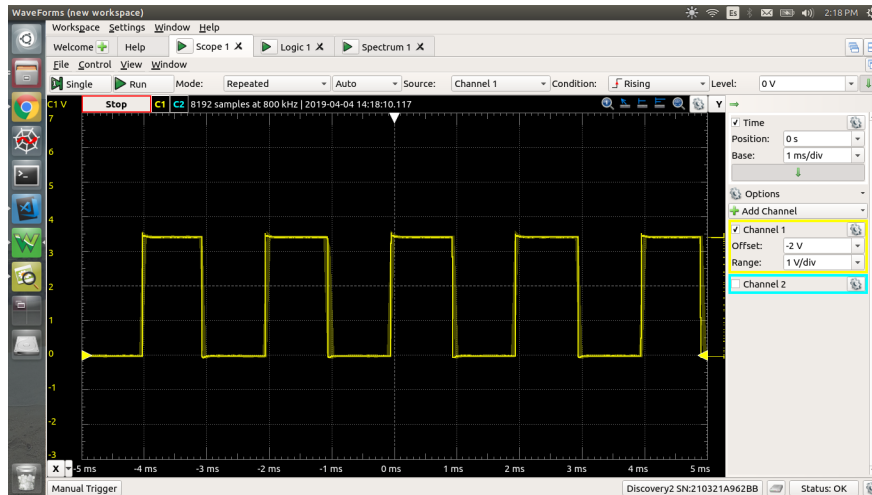 WaveForms (new workspace)
Es 2:18 PM
Workspace Settings Window Help
Welcome Help Scope 1 X Logic 1 X Spectrum 1 X
File Control View Window
Single Run Mode: Repeated Auto Source: Channel 1 Condition: Rising Level: 0 V
C1 V Stop C1 C2 8192 samples at 800 kHz | 2019-04-04 14:18:10.117 Y
7
6
5
4
3
2
1
0
-1
-2
-3
X -5 ms -4 ms -3 ms -2 ms -1 ms 0 ms 1 ms 2 ms 3 ms 4 ms 5 ms
Time
Position: 0 s
Base: 1 ms/div
Options
Add Channel
Channel 1
Offset: -2 V
Range: 1 V/div
Channel 2
Manual Trigger Discovery2 SN:210321A962BB Status: OK